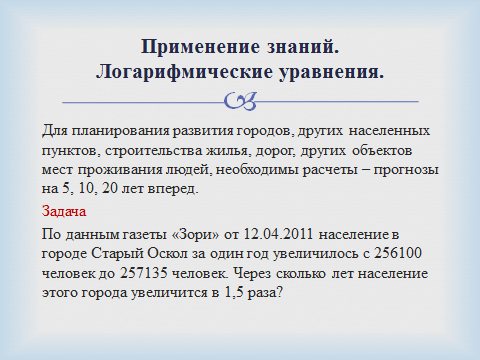 Применение знаний.
Логарифмические уравнения.
Для планирования развития городов, других населенных
пунктов, строительства жилья, дорог, других объектов
мест проживания людей, необходимы расчеты – прогнозы
на 5, 10, 20 лет вперед.
Задача
По данным газеты «Зори» от 12.04.2011 население в
городе Старый Оскол за один год увеличилось с 256100
человек до 257135 человек. Через сколько лет население
этого города увеличится в 1,5 раза?